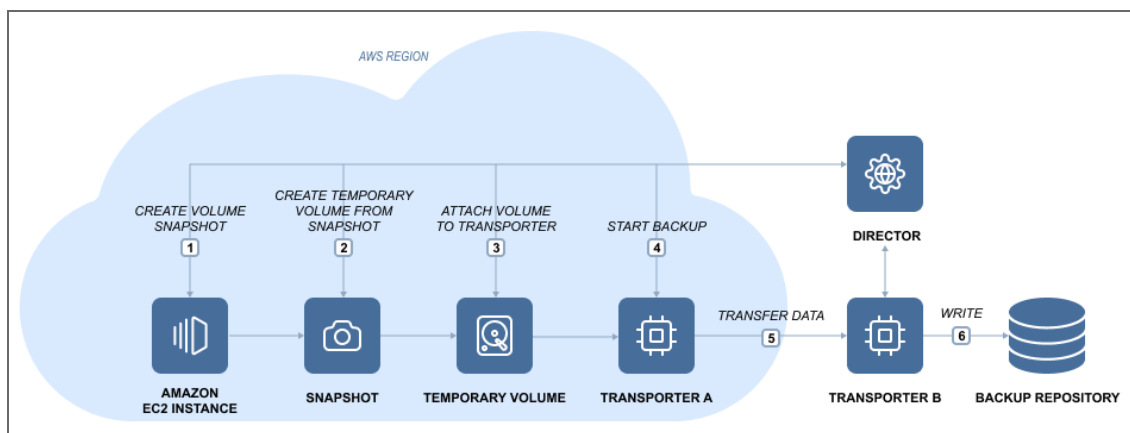 AWS REGION
CREATE VOLUME
SNAPSHOT
1
CREATE TEMPORARY
VOLUME FROM
SNAPSHOT
2
ATTACH VOLUME
TO TRANSPORTER
3
START BACKUP
4
DIRECTOR
TRANSFER DATA
5
WRITE
6
AMAZON
EC2 INSTANCE
SNAPSHOT
TEMPORARY VOLUME
TRANSPORTER A
TRANSPORTER B
BACKUP REPOSITORY